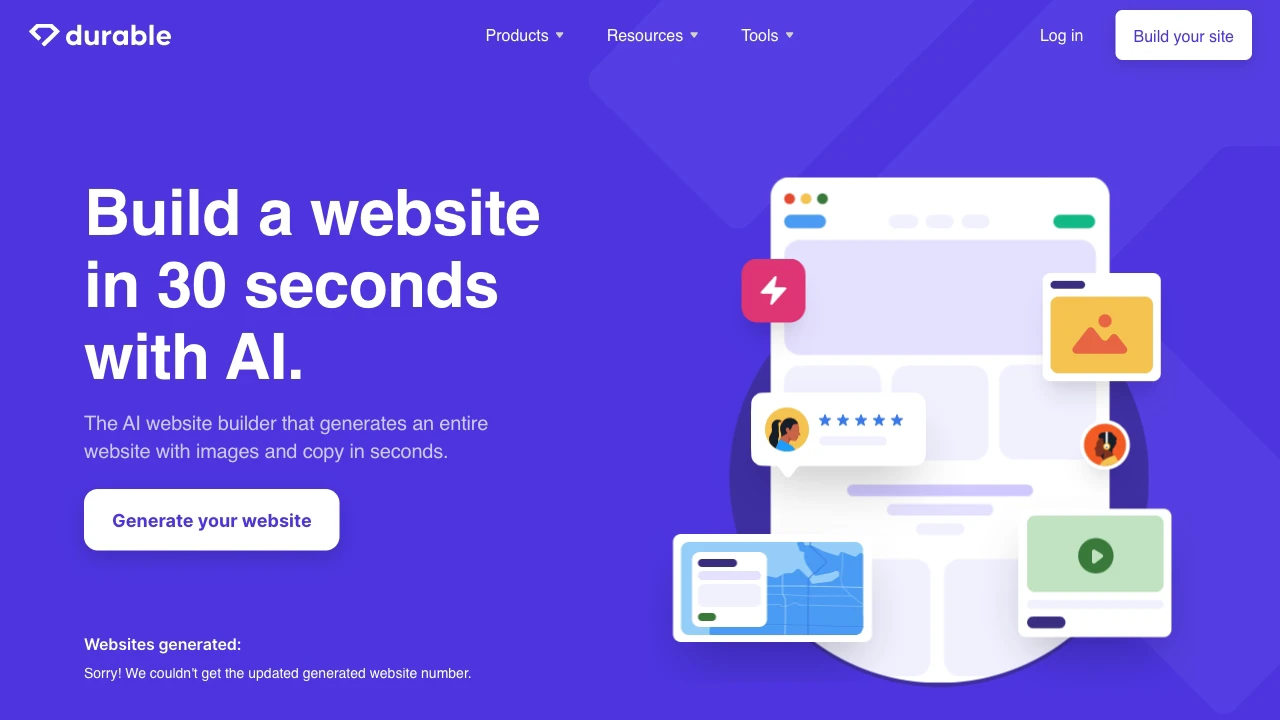 durable
Products
Resources
Tools
Log in
Build your site
Build a website
in 30 seconds
with AI.
The AI website builder that generates an entire
website with images and copy in seconds.
Generate your website
Websites generated:
Sorry! We couldn't get the updated generated website number.